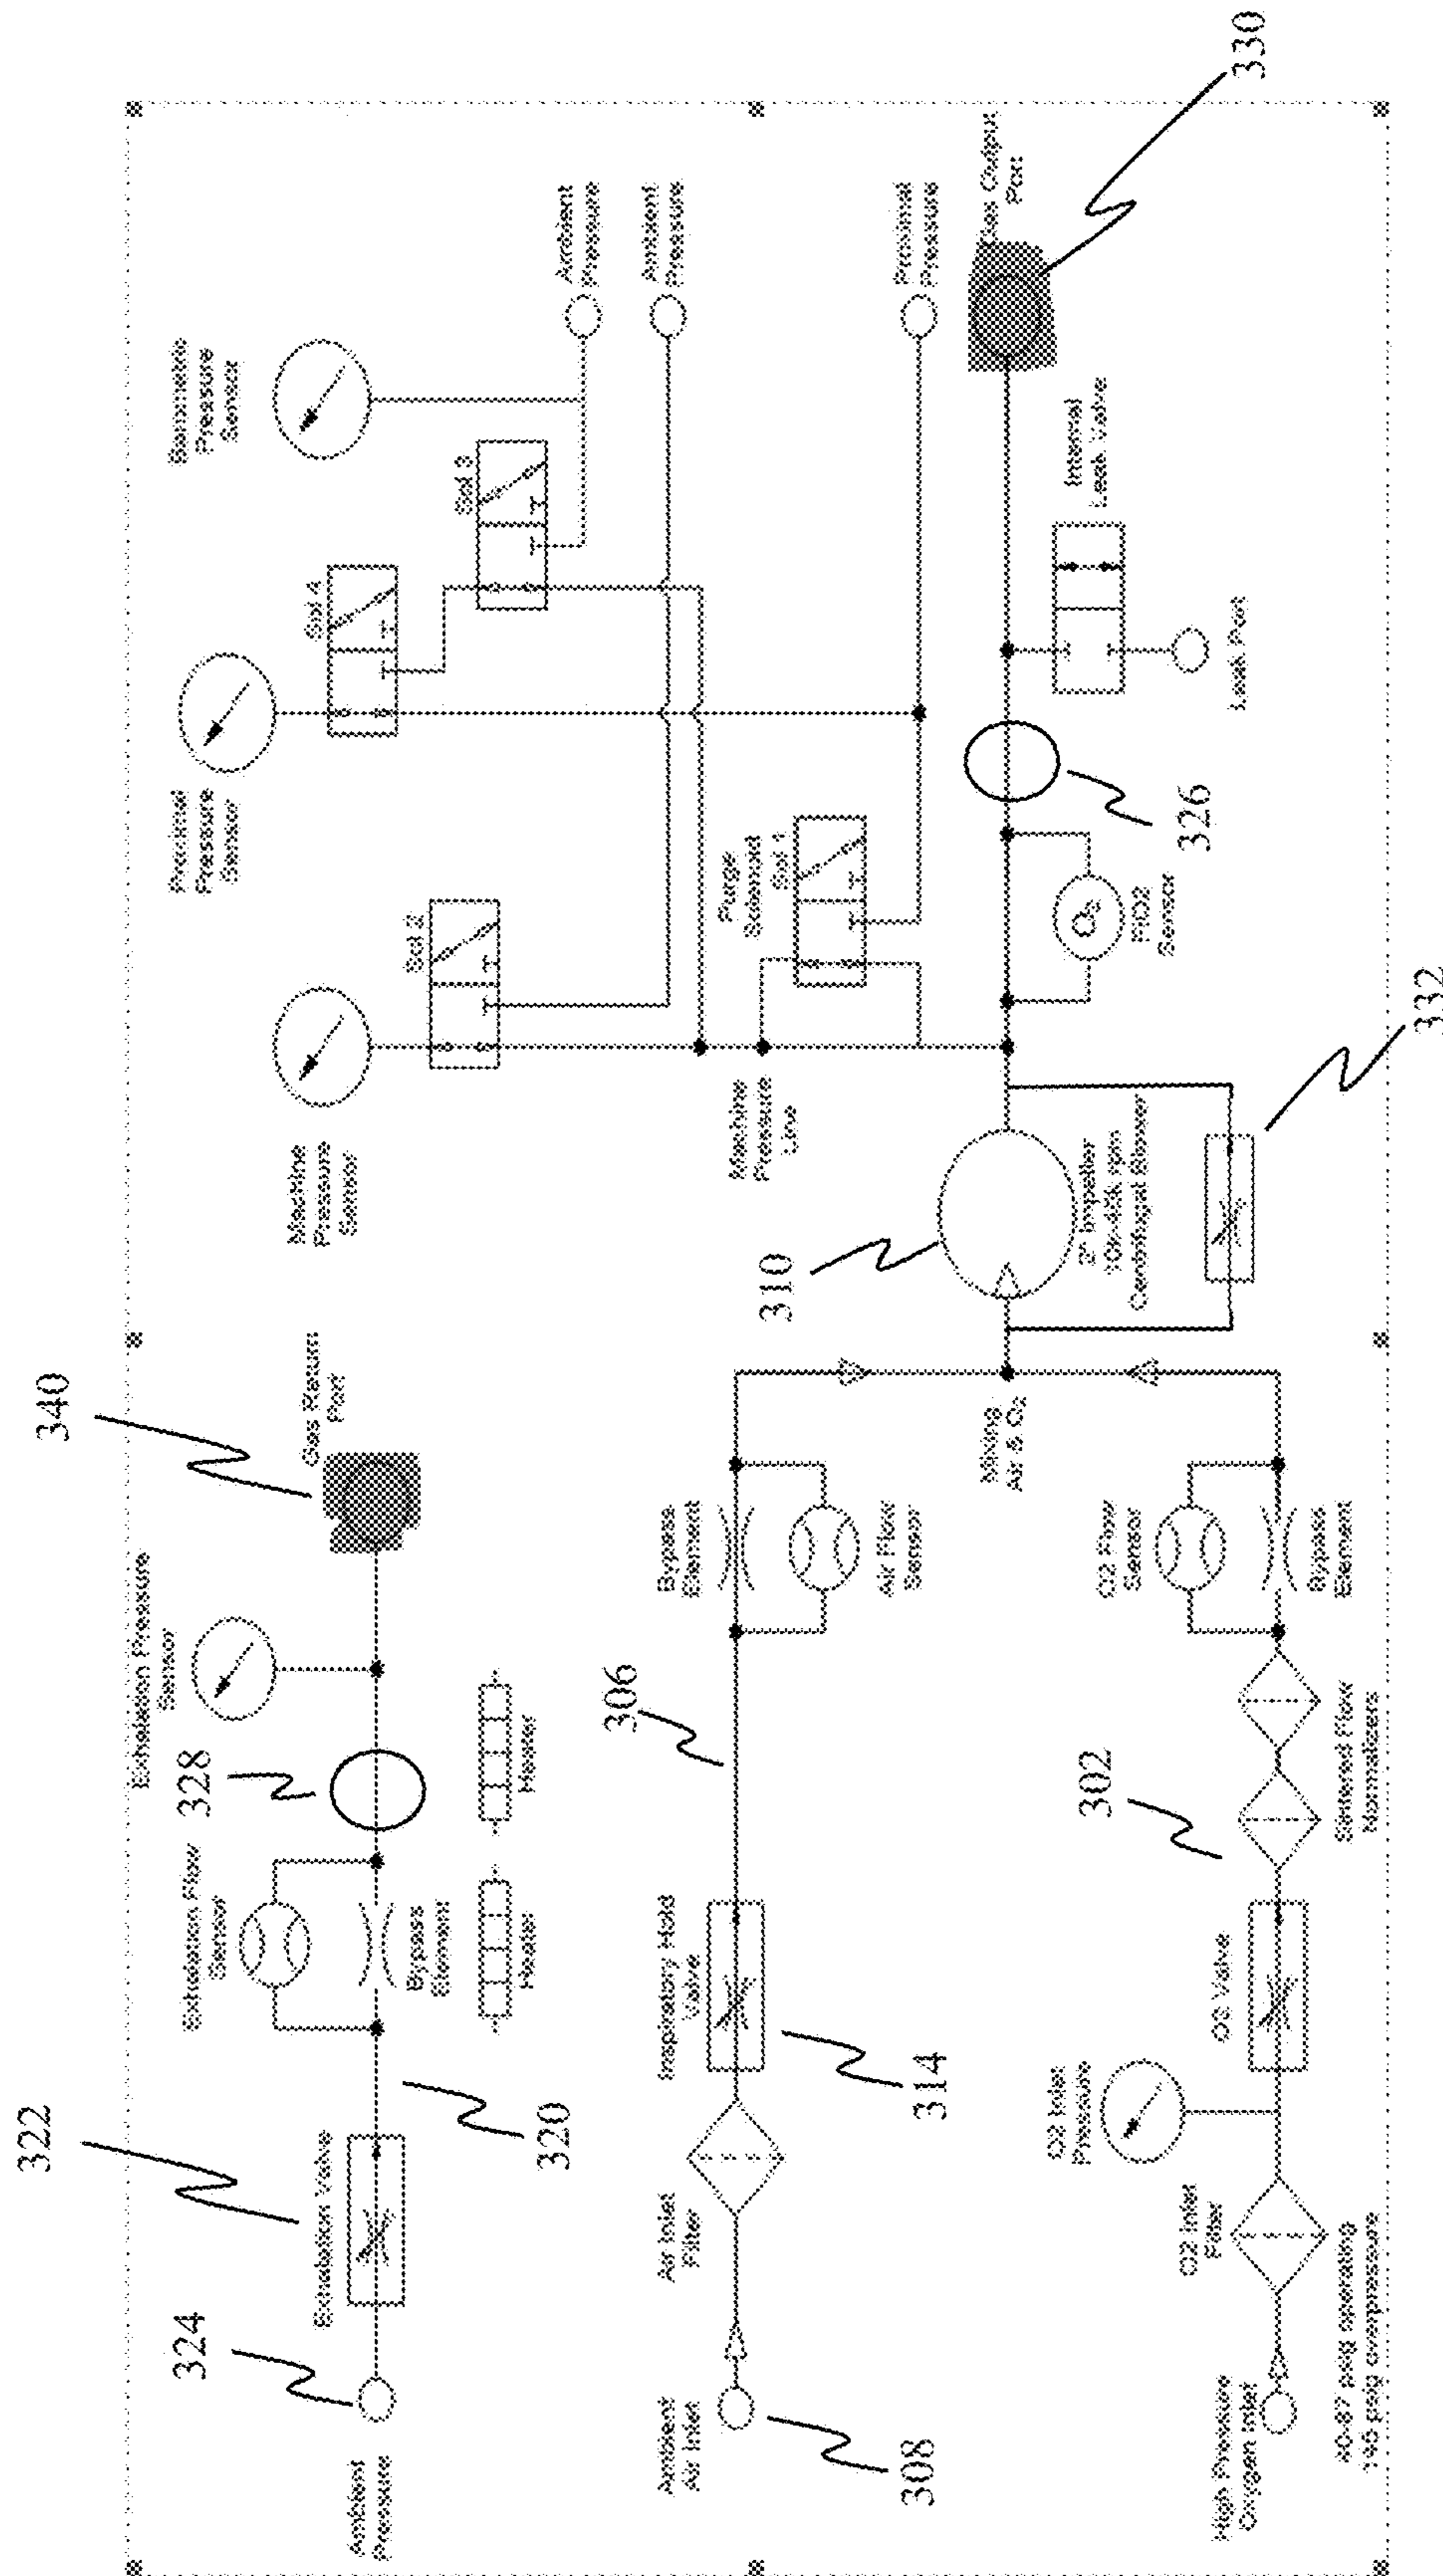 340
Gas Return
Port
Exhalation Pressure
Sensor
328
Exhalation Flow
Sensor
Bypass
Element
Heater
Heater
322
Exhalation Valve
320
324
Ambient
Pressure
306
Bypass
Element
Air Flow
Sensor
Inspiratory Hold
Valve
314
Air Inlet
Filter
Ambient
Air Inlet
308
302
O2 Flow
Sensor
Bypass
Element
Sintered Flow
Normalizers
O2 Valve
O2 Inlet
Pressure
O2 Inlet
Filter
High Pressure
Oxygen Inlet
40-87 psig operating
Mixing
Air & O₂
310
2" Impeller
Centrifugal Blower
332
Machine
Pressure
Sensor
Machine
Pressure
Line
Sol 2
Purge
Solenoid
Sol 1
Proximal
Pressure
Sensor
Sol 4
Sol 3
Barometric
Pressure
Sensor
Ambient
Pressure
Ambient
Pressure
Proximal
Pressure
Gas Output
Port
330
Internal
Leak Valve
Leak Port
326
O₂
FIO2
Sensor